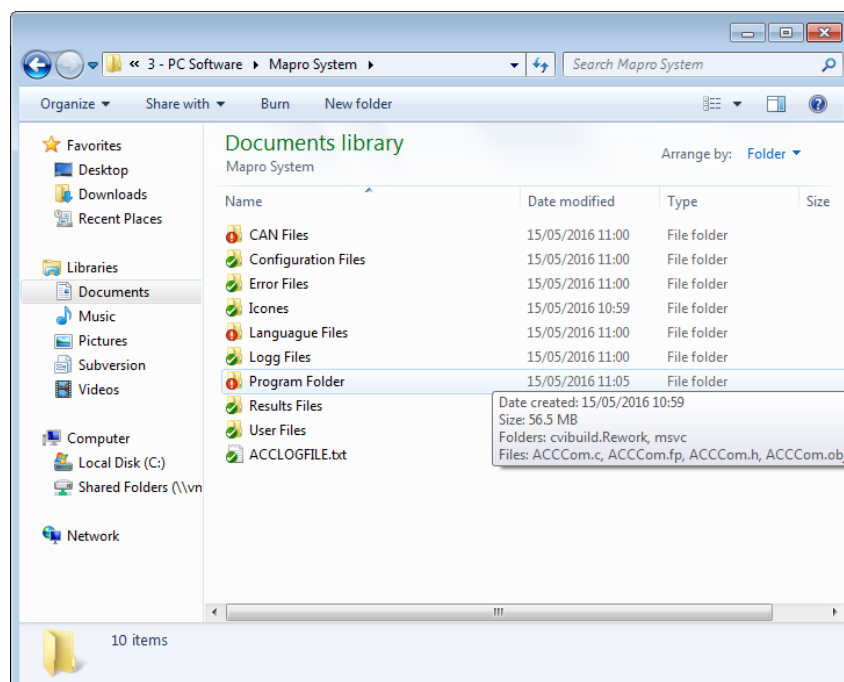 « 3 - PC Software ▸ Mapro System ▸
Search Mapro System
Organize Share with Burn New folder
Favorites
Desktop
Downloads
Recent Places
Libraries
Documents
Music
Pictures
Subversion
Videos
Computer
Local Disk (C:)
Shared Folders (\\vn
Network
Documents library
Mapro System
Arrange by: Folder
Name Date modified Type Size
CAN Files 15/05/2016 11:00 File folder
Configuration Files 15/05/2016 11:00 File folder
Error Files 15/05/2016 11:00 File folder
Icones 15/05/2016 10:59 File folder
Languague Files 15/05/2016 11:00 File folder
Logg Files 15/05/2016 11:00 File folder
Program Folder 15/05/2016 11:05 File folder
Results Files
User Files
ACCLOGFILE.txt
Date created: 15/05/2016 10:59
Size: 56.5 MB
Folders: cvibuild.Rework, msvc
Files: ACCCom.c, ACCCom.fp, ACCCom.h, ACCCom.ob
10 items